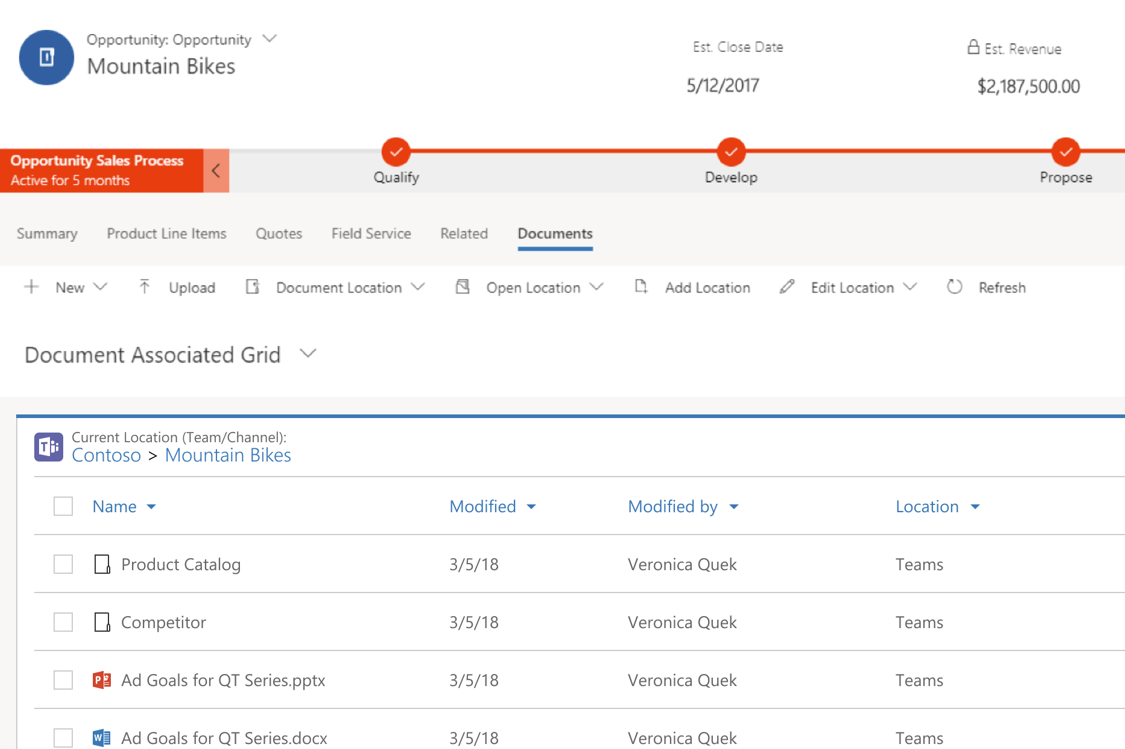 Opportunity: Opportunity
Mountain Bikes
Est. Close Date
5/12/2017
Est. Revenue
$2,187,500.00
Opportunity Sales Process
Active for 5 months
Qualify
Develop
Propose
Summary Product Line Items Quotes Field Service Related Documents
New Upload Document Location Open Location Add Location Edit Location Refresh
Document Associated Grid
Current Location (Team/Channel):
Contoso > Mountain Bikes
Name Modified Modified by Location
Product Catalog 3/5/18 Veronica Quek Teams
Competitor 3/5/18 Veronica Quek Teams
Ad Goals for QT Series.pptx 3/5/18 Veronica Quek Teams
Ad Goals for QT Series.docx 3/5/18 Veronica Quek Teams